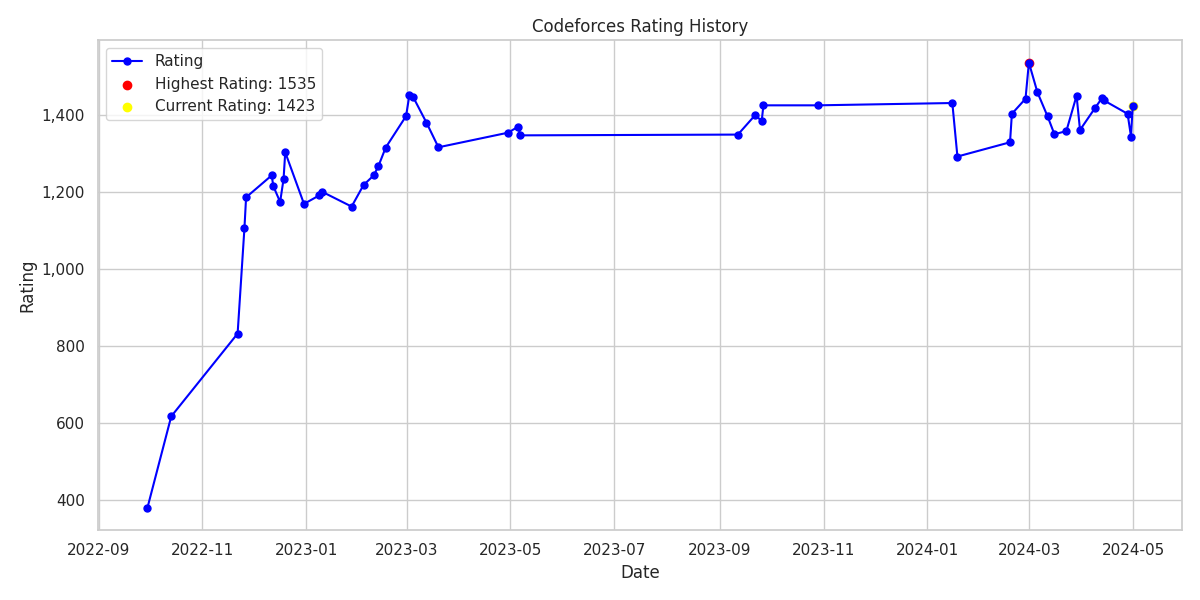 Codeforces Rating History
Rating
Highest Rating: 1535
Current Rating: 1423
1,400
1,200
1,000
800
600
400
Rating
2022-09 2022-11 2023-01 2023-03 2023-05 2023-07 2023-09 2023-11 2024-01 2024-03 2024-05
Date